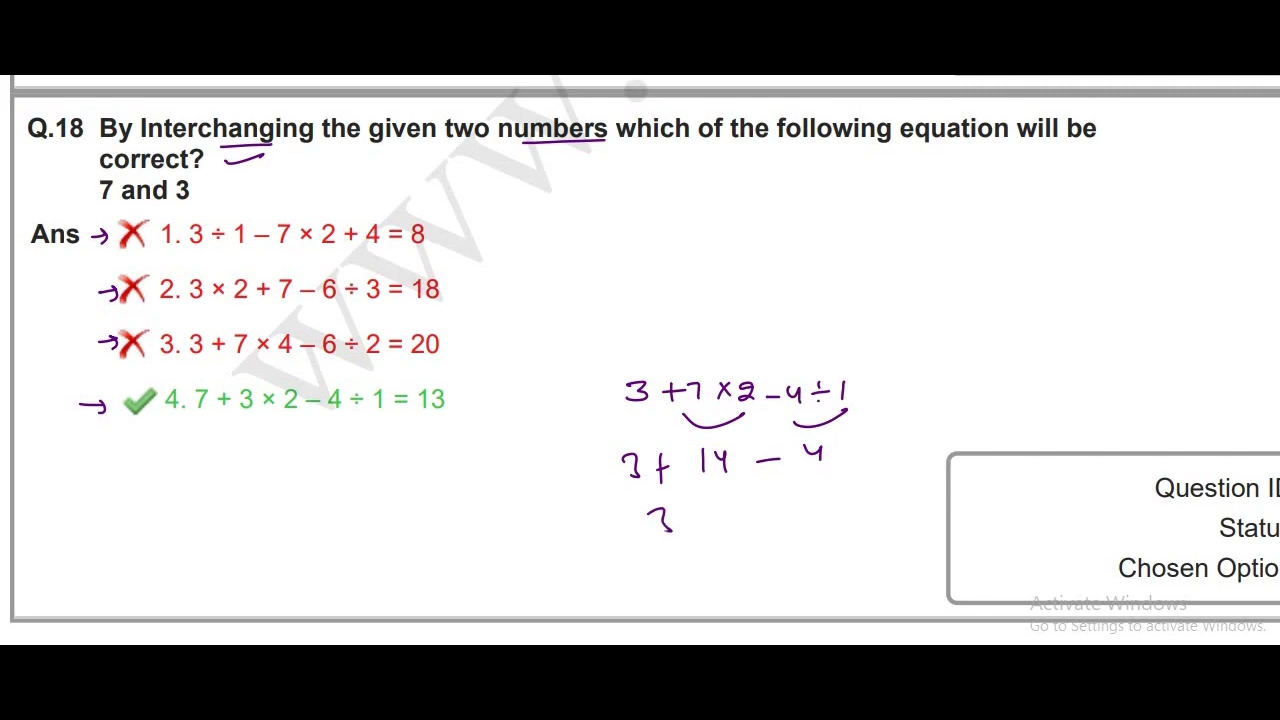 www.
Q.18 By Interchanging the given two numbers which of the following equation will be
correct?
7 and 3
Ans 1. 3 ÷ 1 – 7 × 2 + 4 = 8
2. 3 × 2 + 7 – 6 ÷ 3 = 18
3. 3 + 7 × 4 – 6 ÷ 2 = 20
4. 7 + 3 × 2 – 4 ÷ 1 = 13
3 + 7 × 2 - 4 ÷ 1
3 + 14 - 4
3
Question ID
Statu
Chosen Optio
Activate Windows
Go to Settings to activate Windows.